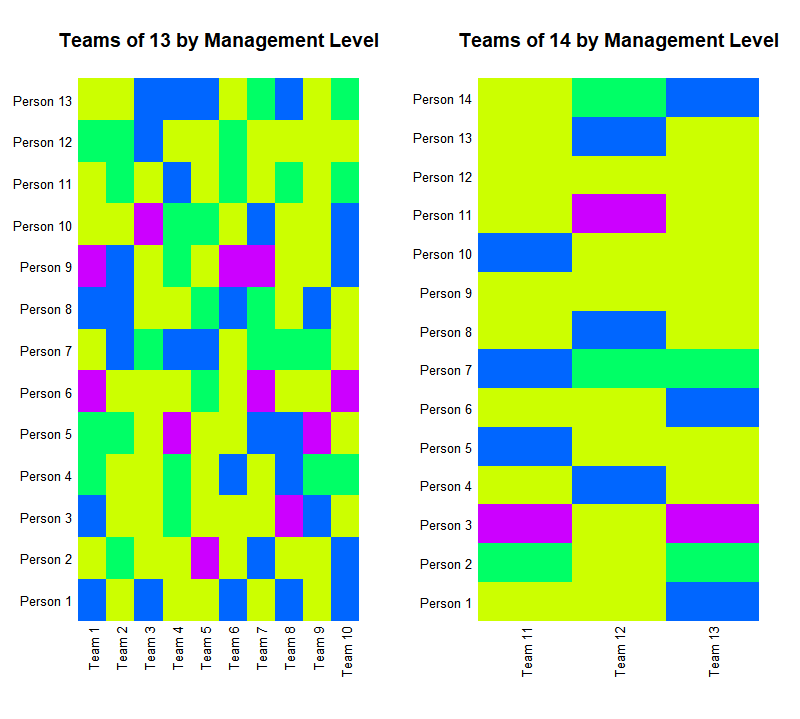 Teams of 13 by Management Level
Person 13
Person 12
Person 11
Person 10
Person 9
Person 8
Person 7
Person 6
Person 5
Person 4
Person 3
Person 2
Person 1
Team 1
Team 2
Team 3
Team 4
Team 5
Team 6
Team 7
Team 8
Team 9
Team 10
Teams of 14 by Management Level
Person 14
Person 13
Person 12
Person 11
Person 10
Person 9
Person 8
Person 7
Person 6
Person 5
Person 4
Person 3
Person 2
Person 1
Team 11
Team 12
Team 13